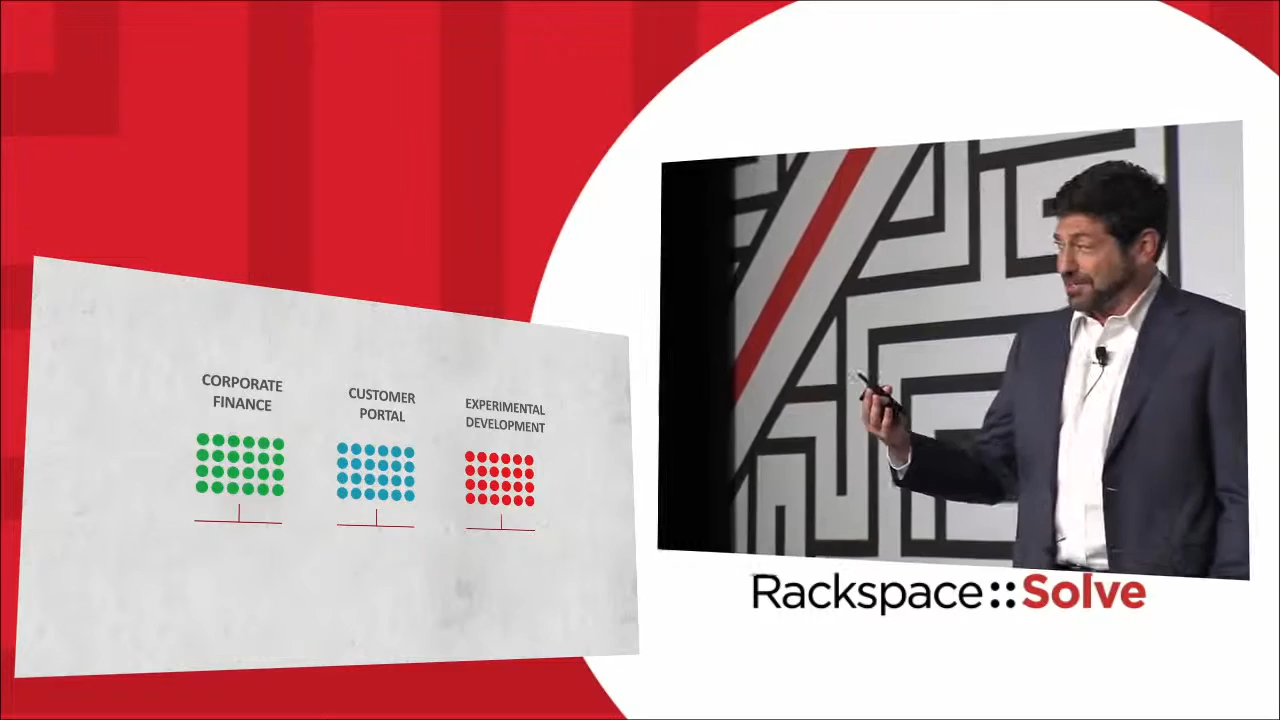 CORPORATE
FINANCE
CUSTOMER
PORTAL
EXPERIMENTAL
DEVELOPMENT
Rackspace::Solve